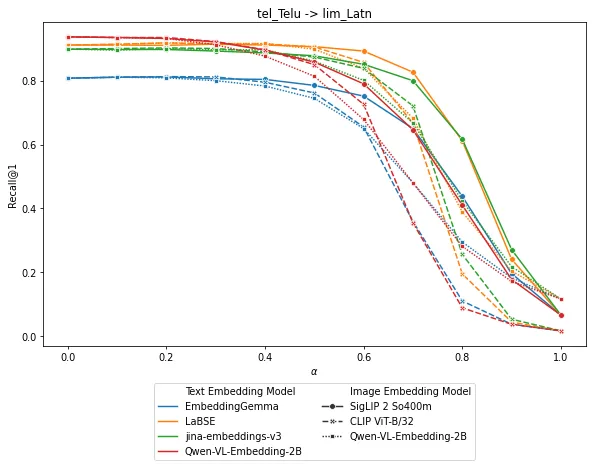 tel_Telu -> lim_Latn
Recall@1
0.8
0.6
0.4
0.2
0.0
0.0 0.2 0.4 0.6 0.8 1.0
α
Text Embedding Model
EmbeddingGemma
LaBSE
jina-embeddings-v3
Qwen-VL-Embedding-2B
Image Embedding Model
SigLIP 2 So400m
CLIP ViT-B/32
Qwen-VL-Embedding-2B